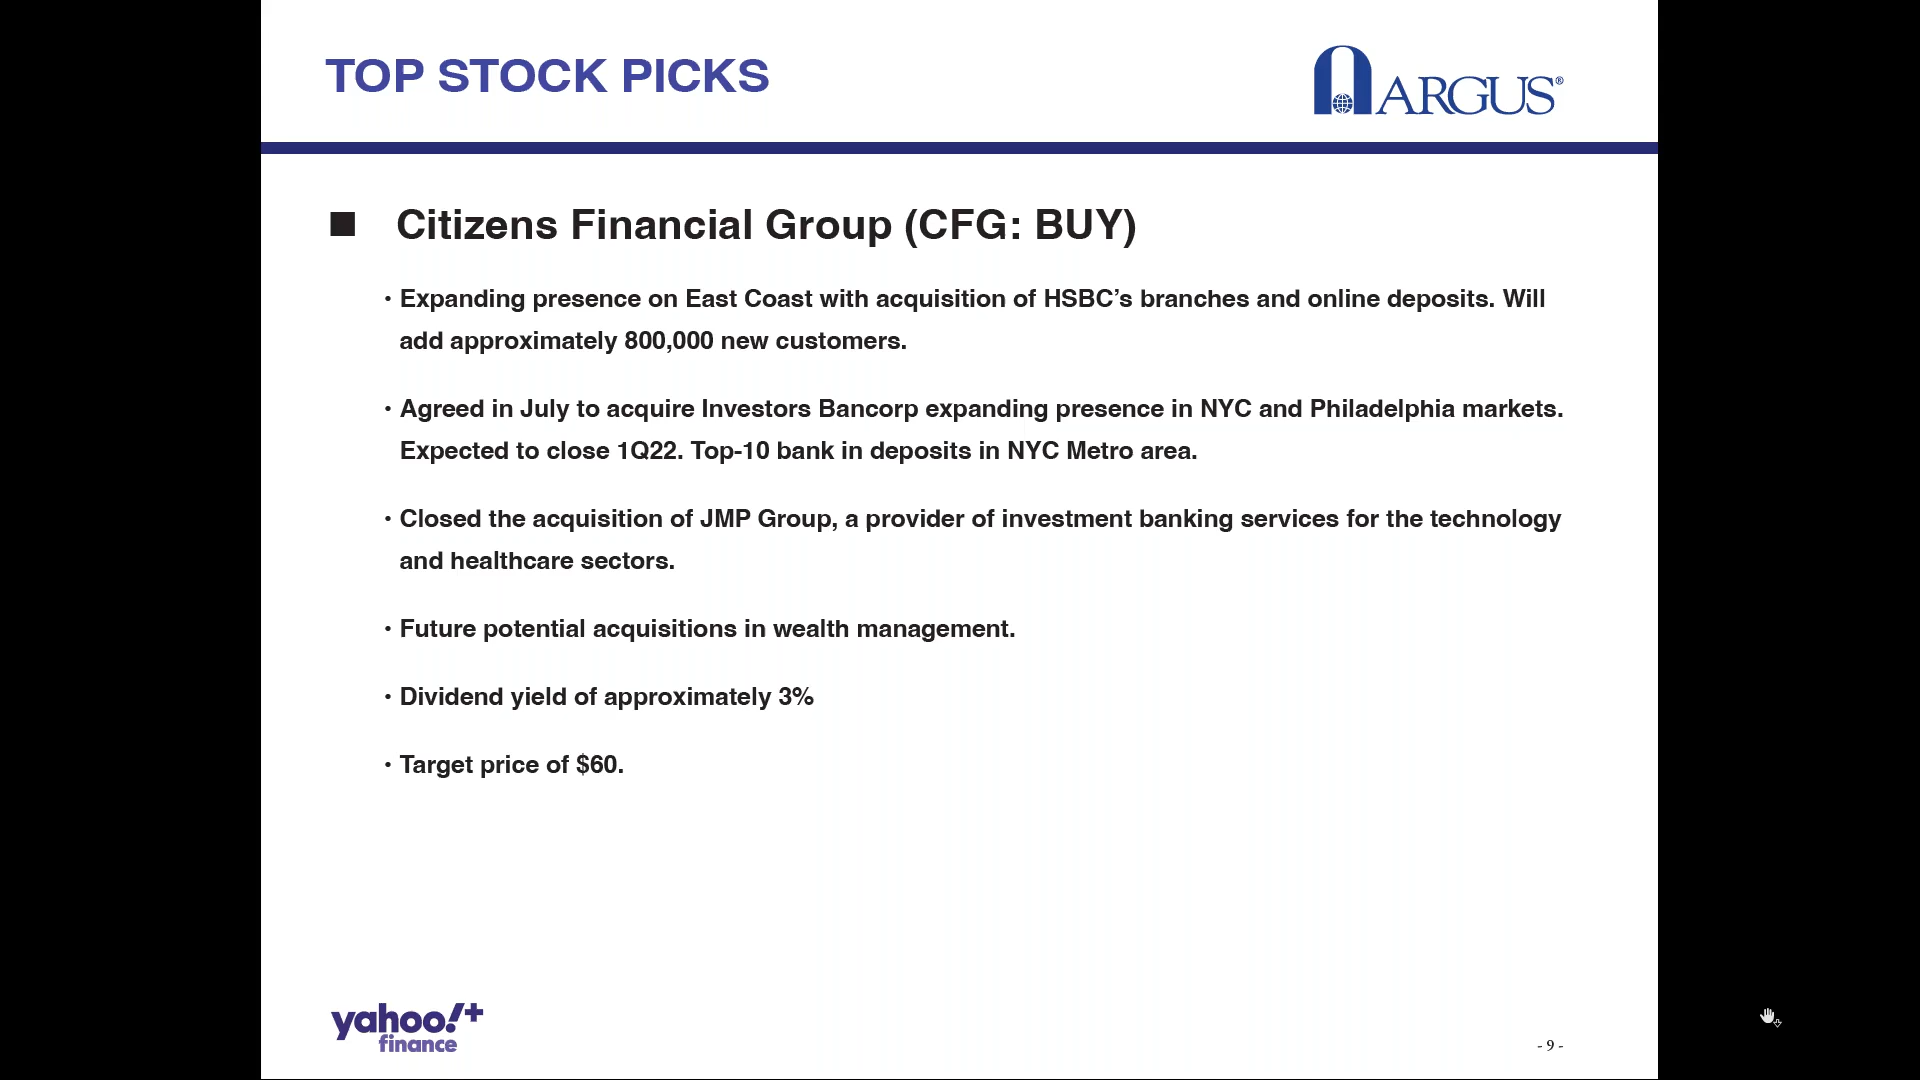 TOP STOCK PICKS
ARGUS®
■ Citizens Financial Group (CFG: BUY)
• Expanding presence on East Coast with acquisition of HSBC’s branches and online deposits. Will
add approximately 800,000 new customers.
• Agreed in July to acquire Investors Bancorp expanding presence in NYC and Philadelphia markets.
Expected to close 1Q22. Top-10 bank in deposits in NYC Metro area.
• Closed the acquisition of JMP Group, a provider of investment banking services for the technology
and healthcare sectors.
• Future potential acquisitions in wealth management.
• Dividend yield of approximately 3%
• Target price of $60.
yahoo!+
finance
- 9 -